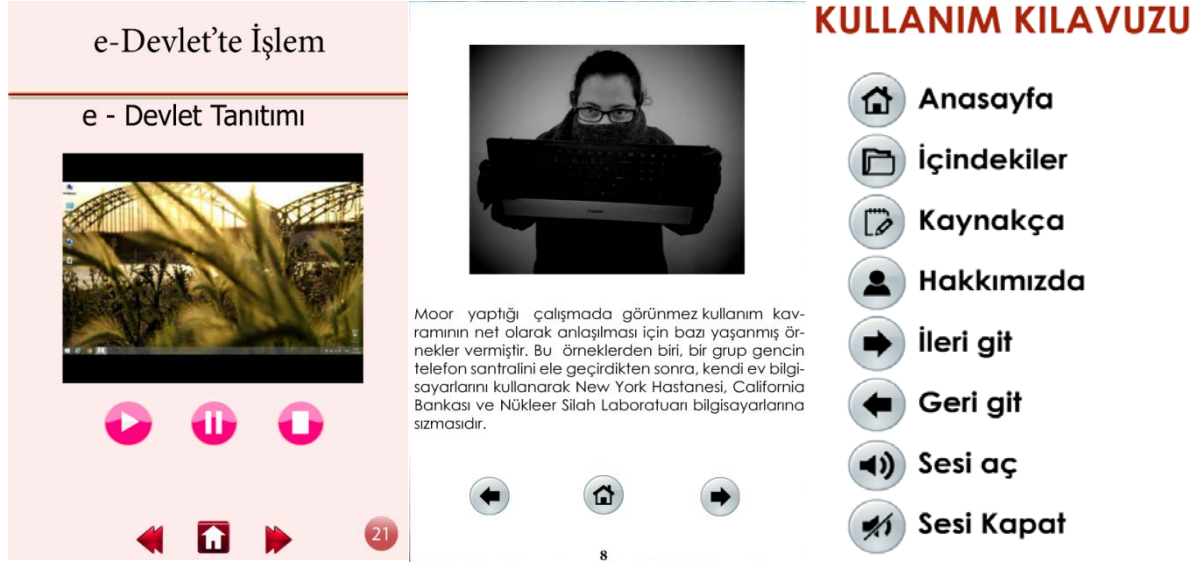 e-Devlet'te İşlem
e - Devlet Tanıtımı
21
Moor yaptığı çalışmada görünmez kullanım kav-
ramının net olarak anlaşılması için bazı yaşanmış ör-
nekler vermiştir. Bu örneklerden biri, bir grup gencin
telefon santralini ele geçirdikten sonra, kendi ev bilgi-
sayarlarını kullanarak New York Hastanesi, California
Bankası ve Nükleer Silah Laboratuarı bilgisayarlarına
sızmasıdır.
8
KULLANIM KILAVUZU
Anasayfa
İçindekiler
Kaynakça
Hakkımızda
İleri git
Geri git
Sesi aç
Sesi Kapat